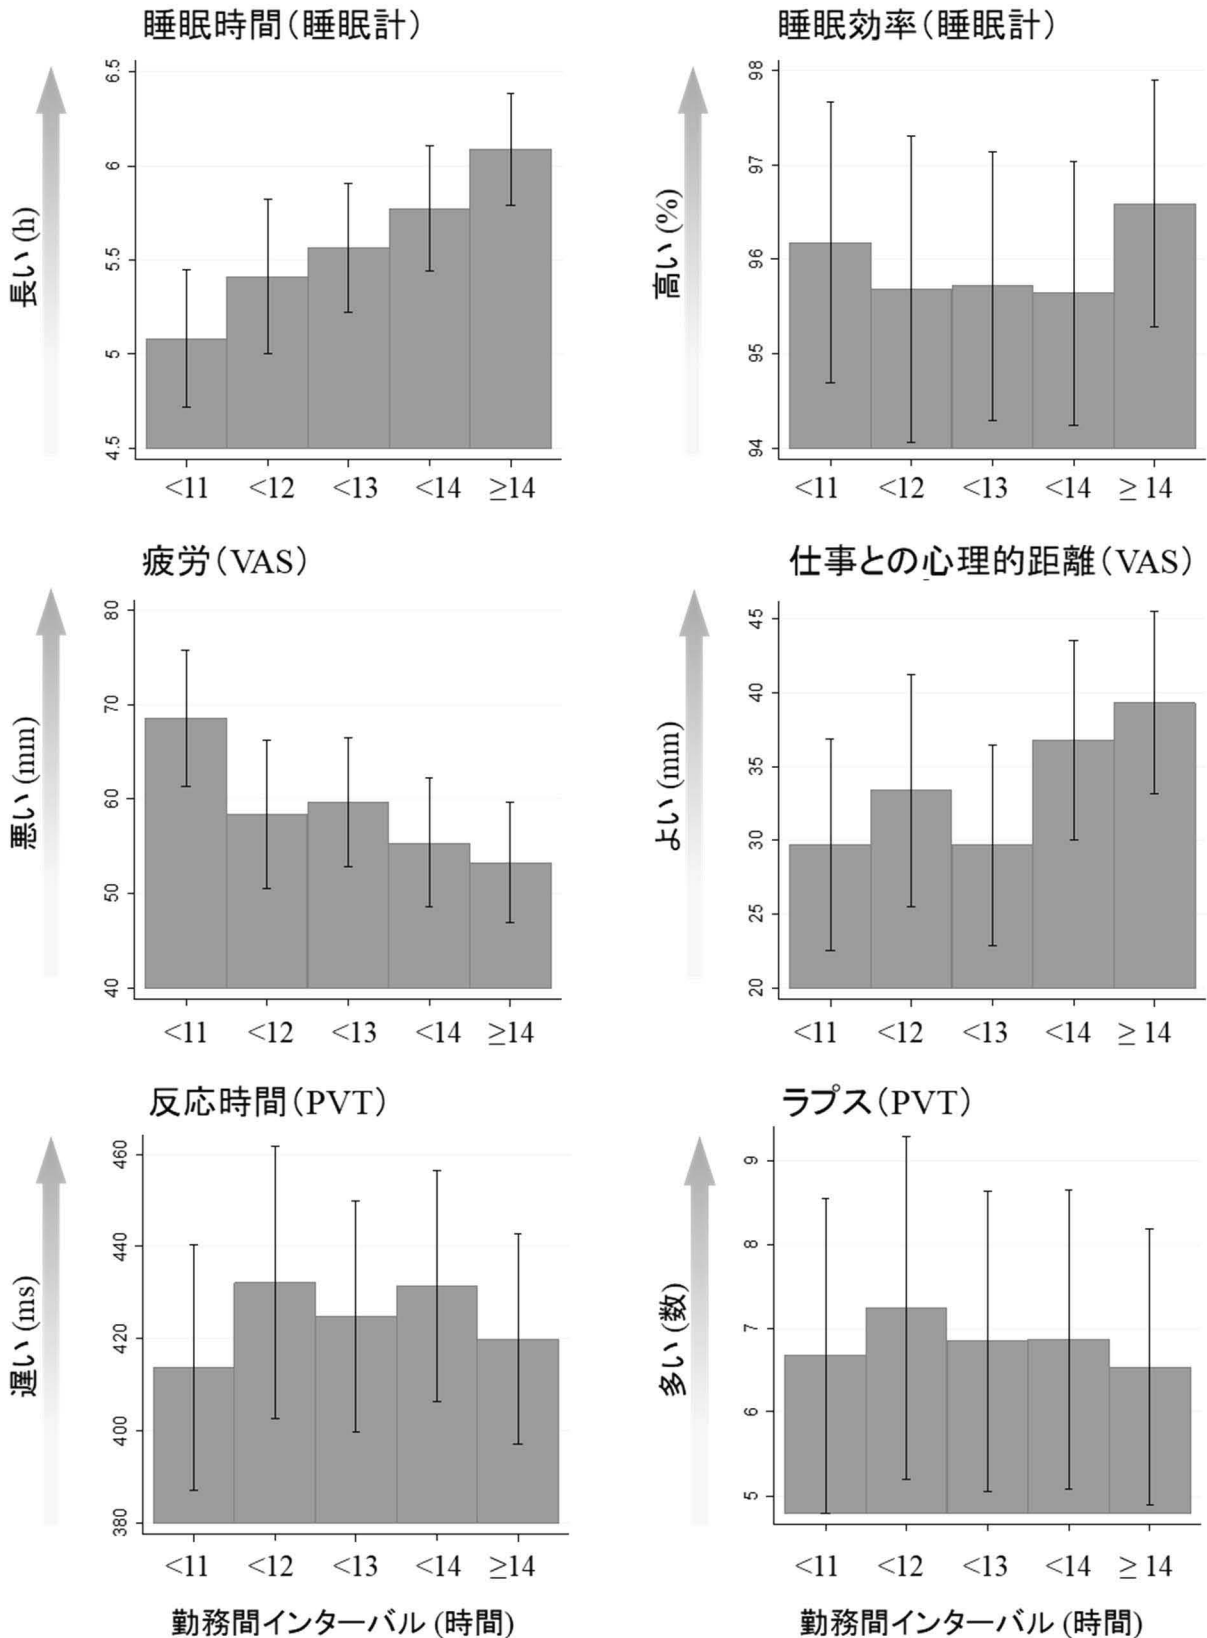 睡眠時間（睡眠計）
長い (h)
6.5
6
5.5
5
4.5
<11 <12 <13 <14 ≥14
睡眠効率（睡眠計）
高い (%)
98
97
96
95
94
<11 <12 <13 <14 ≥ 14
疲労（VAS）
悪い (mm)
80
70
60
50
40
<11 <12 <13 <14 ≥14
仕事との心理的距離（VAS）
よい (mm)
45
40
35
30
25
20
<11 <12 <13 <14 ≥ 14
反応時間（PVT）
遅い (ms)
460
440
420
400
380
<11 <12 <13 <14 ≥14
勤務間インターバル (時間)
ラプス（PVT）
多い (数)
9
8
7
6
5
<11 <12 <13 <14 ≥ 14
勤務間インターバル (時間)